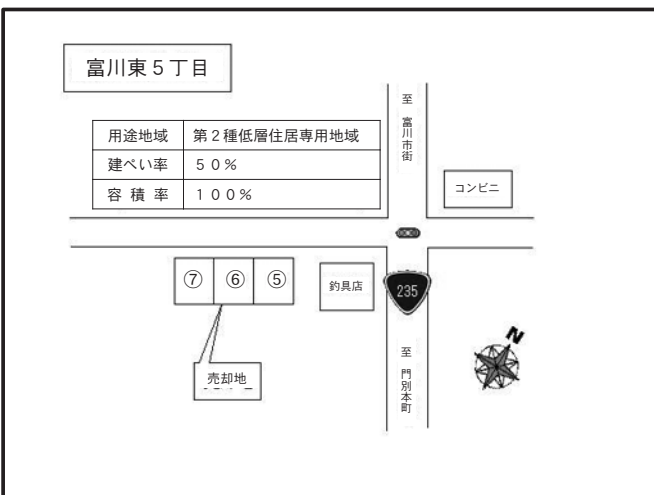 富川東５丁目
用途地域 第２種低層住居専用地域
建ぺい率 ５０％
容積率 １００％
至 富川市街
コンビニ
⑦ ⑥ ⑤
釣具店
235
売却地
至 門別本町
N